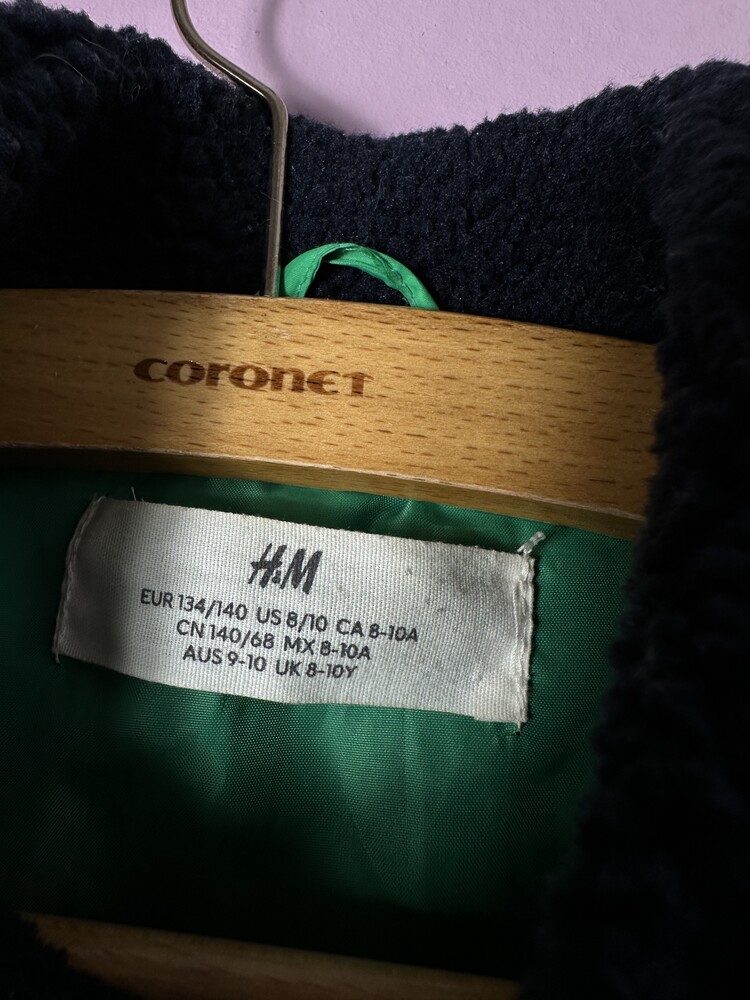 coronet
H&M
EUR 134/140 US 8/10 CA 8-10A
CN 140/68 MX 8-10A
AUS 9-10 UK 8-10Y